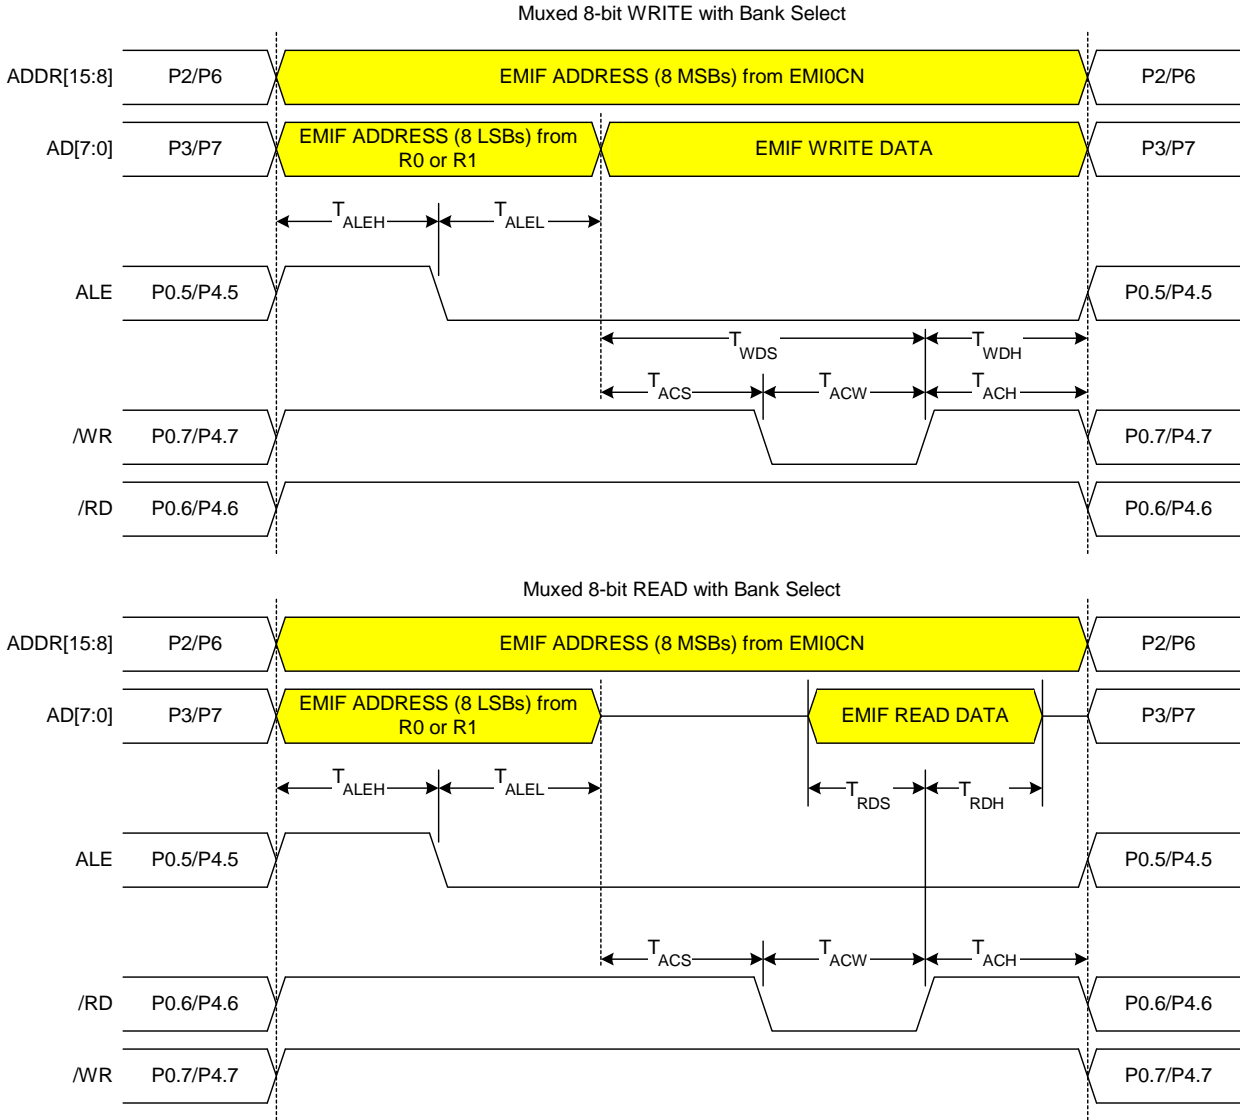 Muxed 8-bit WRITE with Bank Select
ADDR[15:8] P2/P6 EMIF ADDRESS (8 MSBs) from EMI0CN P2/P6
AD[7:0] P3/P7 EMIF ADDRESS (8 LSBs) from
R0 or R1 EMIF WRITE DATA P3/P7
TALEH TALEL
ALE P0.5/P4.5 P0.5/P4.5
TWDS TWDH
TACS TACW TACH
/WR P0.7/P4.7 P0.7/P4.7
/RD P0.6/P4.6 P0.6/P4.6
Muxed 8-bit READ with Bank Select
ADDR[15:8] P2/P6 EMIF ADDRESS (8 MSBs) from EMI0CN P2/P6
AD[7:0] P3/P7 EMIF ADDRESS (8 LSBs) from
R0 or R1 EMIF READ DATA P3/P7
TALEH TALEL TRDS TRDH
ALE P0.5/P4.5 P0.5/P4.5
TACS TACW TACH
/RD P0.6/P4.6 P0.6/P4.6
/WR P0.7/P4.7 P0.7/P4.7